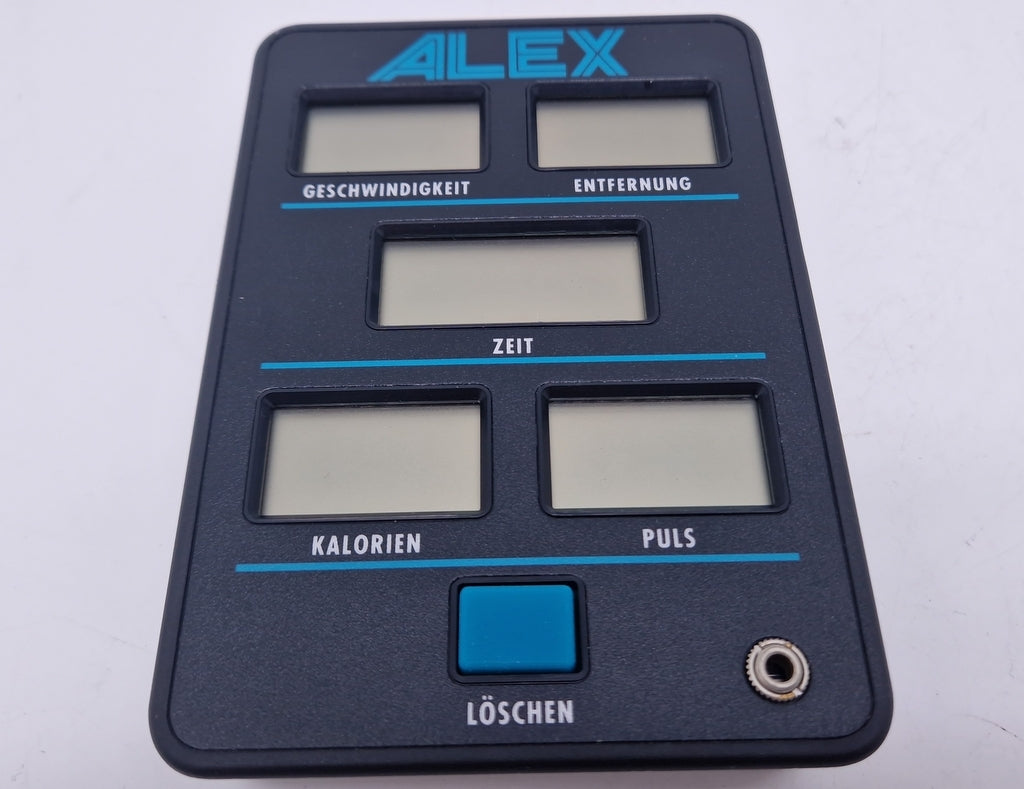 ALEX
GESCHWINDIGKEIT ENTFERNUNG
ZEIT
KALORIEN PULS
LÖSCHEN